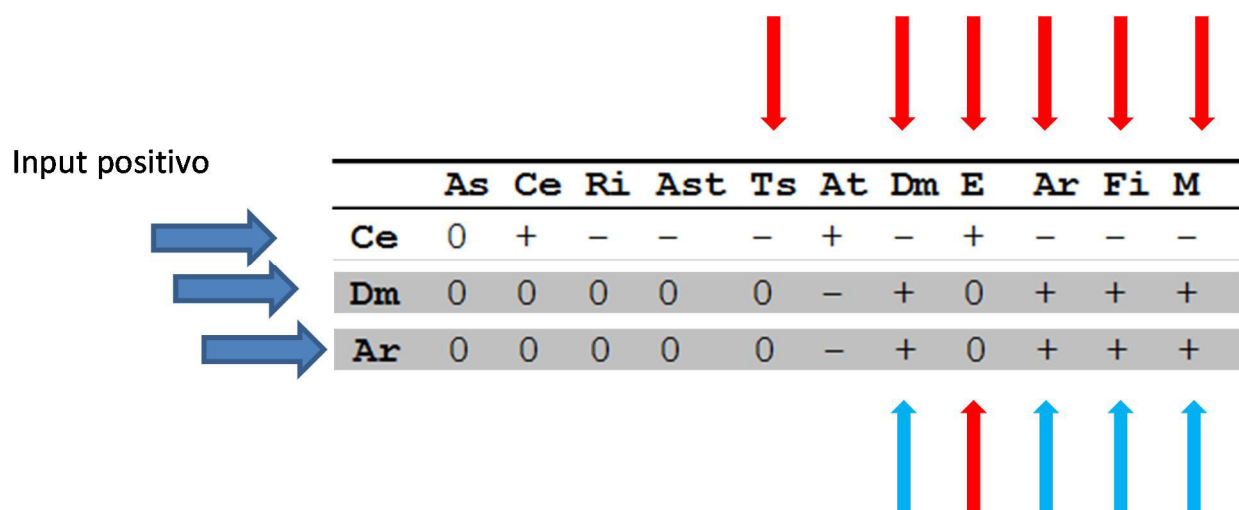 Input positivo
As Ce Ri Ast Ts At Dm E Ar Fi M
Ce 0 + − − − + − + − − −
Dm 0 0 0 0 0 − + 0 + + +
Ar 0 0 0 0 0 − + 0 + + +